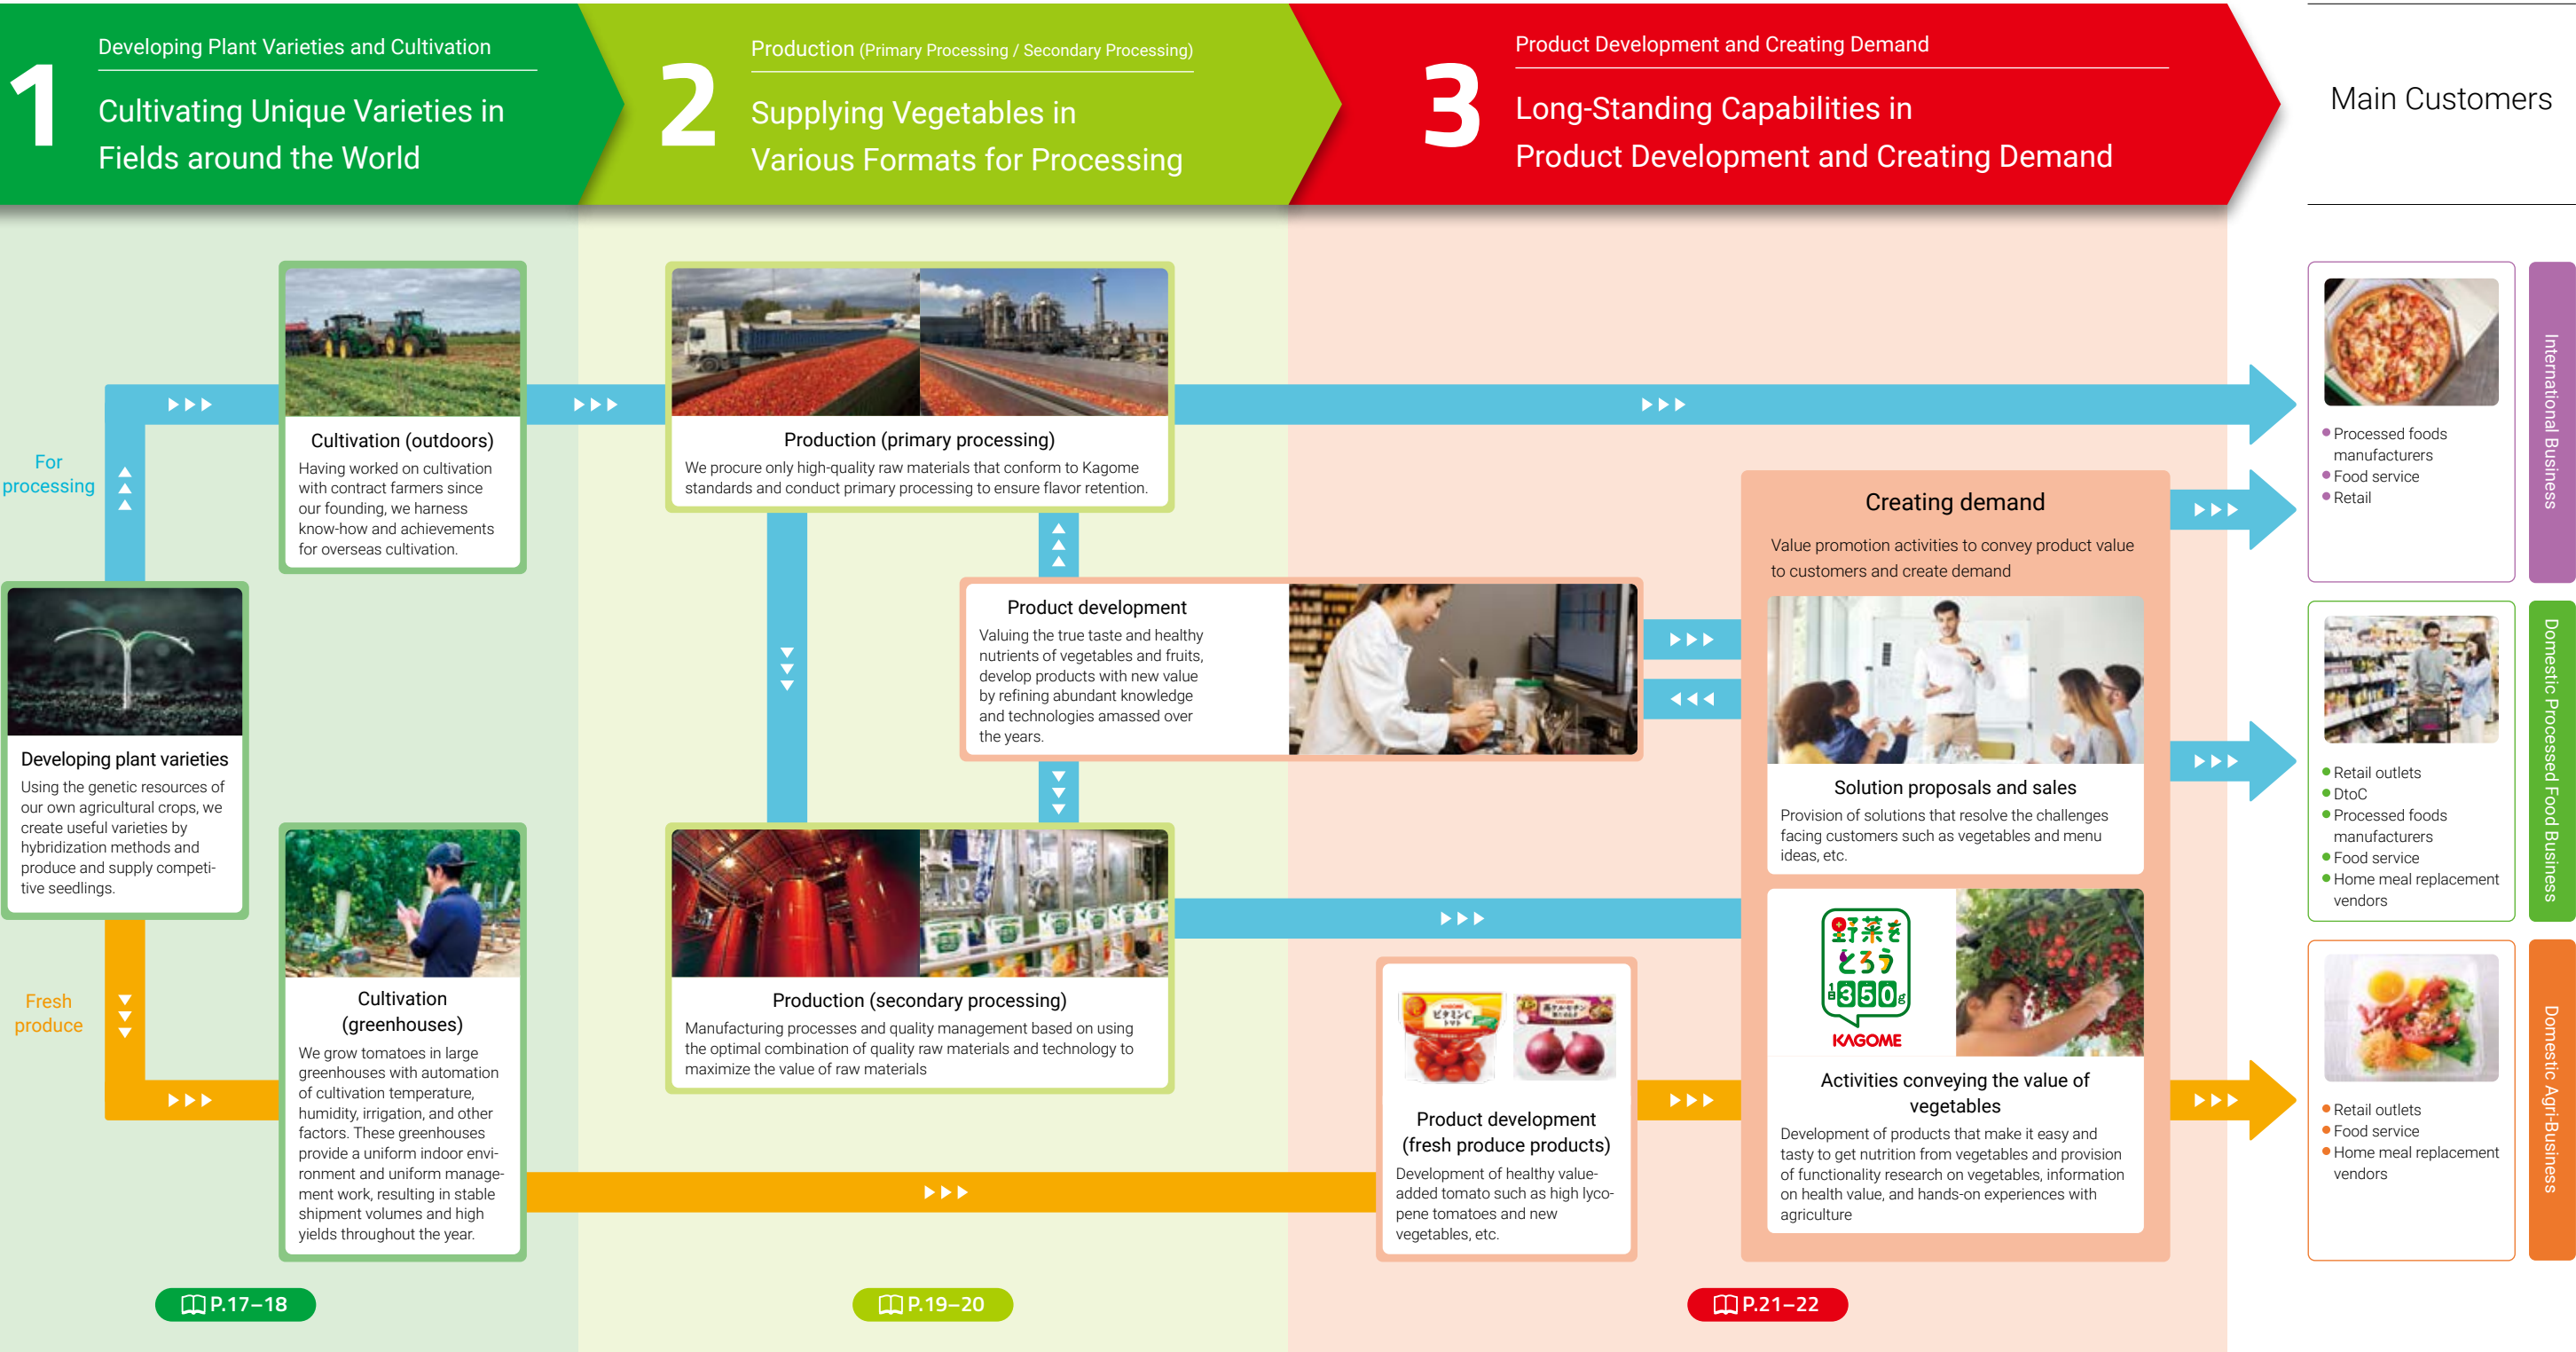 1
Developing Plant Varieties and Cultivation
Cultivating Unique Varieties in
Fields around the World
2
Production (Primary Processing / Secondary Processing)
Supplying Vegetables in
Various Formats for Processing
3
Product Development and Creating Demand
Long-Standing Capabilities in
Product Development and Creating Demand
Main Customers
For
processing
Developing plant varieties
Using the genetic resources of
our own agricultural crops, we
create useful varieties by
hybridization methods and
produce and supply competi-
tive seedlings.
Fresh
produce
Cultivation (outdoors)
Having worked on cultivation
with contract farmers since
our founding, we harness
know-how and achievements
for overseas cultivation.
Cultivation
(greenhouses)
We grow tomatoes in large
greenhouses with automation
of cultivation temperature,
humidity, irrigation, and other
factors. These greenhouses
provide a uniform indoor envi-
ronment and uniform manage-
ment work, resulting in stable
shipment volumes and high
yields throughout the year.
P.17–18
Production (primary processing)
We procure only high-quality raw materials that conform to Kagome
standards and conduct primary processing to ensure flavor retention.
Product development
Valuing the true taste and healthy
nutrients of vegetables and fruits,
develop products with new value
by refining abundant knowledge
and technologies amassed over
the years.
Production (secondary processing)
Manufacturing processes and quality management based on using
the optimal combination of quality raw materials and technology to
maximize the value of raw materials
P.19–20
KAGOME
ビタミンC
トマト
Product development
(fresh produce products)
Development of healthy value-
added tomato such as high lyco-
pene tomatoes and new
vegetables, etc.
Creating demand
Value promotion activities to convey product value
to customers and create demand
Solution proposals and sales
Provision of solutions that resolve the challenges
facing customers such as vegetables and menu
ideas, etc.
野菜を
とろう
1日350g
KAGOME
Activities conveying the value of
vegetables
Development of products that make it easy and
tasty to get nutrition from vegetables and provision
of functionality research on vegetables, information
on health value, and hands-on experiences with
agriculture
P.21–22
Processed foods
manufacturers
Food service
Retail
International Business
Retail outlets
DtoC
Processed foods
manufacturers
Food service
Home meal replacement
vendors
Domestic Processed Food Business
Retail outlets
Food service
Home meal replacement
vendors
Domestic Agri-Business